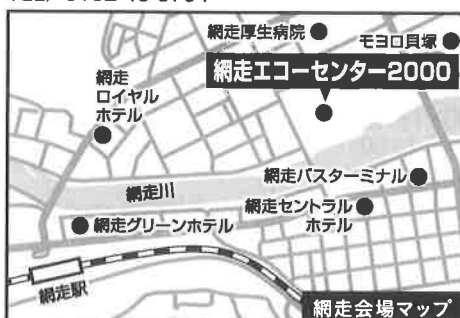 網走厚生病院
モヨロ貝塚
網走エコーセンター2000
網走
ロイヤル
ホテル
網走川
網走バスターミナル
網走セントラル
ホテル
網走グリーンホテル
網走駅
網走会場マップ